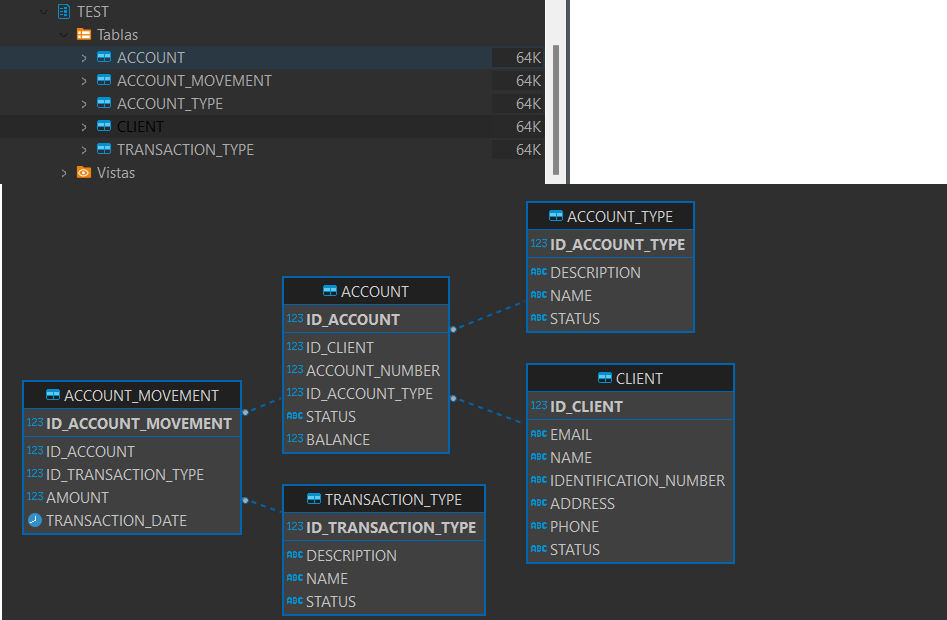 TEST
Tablas
ACCOUNT 64K
ACCOUNT_MOVEMENT 64K
ACCOUNT_TYPE 64K
CLIENT 64K
TRANSACTION_TYPE 64K
Vistas
ACCOUNT_TYPE
123 ID_ACCOUNT_TYPE
ABC DESCRIPTION
ABC NAME
ABC STATUS
ACCOUNT
123 ID_ACCOUNT
123 ID_CLIENT
123 ACCOUNT_NUMBER
123 ID_ACCOUNT_TYPE
ABC STATUS
123 BALANCE
CLIENT
123 ID_CLIENT
ABC EMAIL
ABC NAME
ABC IDENTIFICATION_NUMBER
ABC ADDRESS
ABC PHONE
ABC STATUS
ACCOUNT_MOVEMENT
123 ID_ACCOUNT_MOVEMENT
123 ID_ACCOUNT
123 ID_TRANSACTION_TYPE
123 AMOUNT
TRANSACTION_DATE
TRANSACTION_TYPE
123 ID_TRANSACTION_TYPE
ABC DESCRIPTION
ABC NAME
ABC STATUS